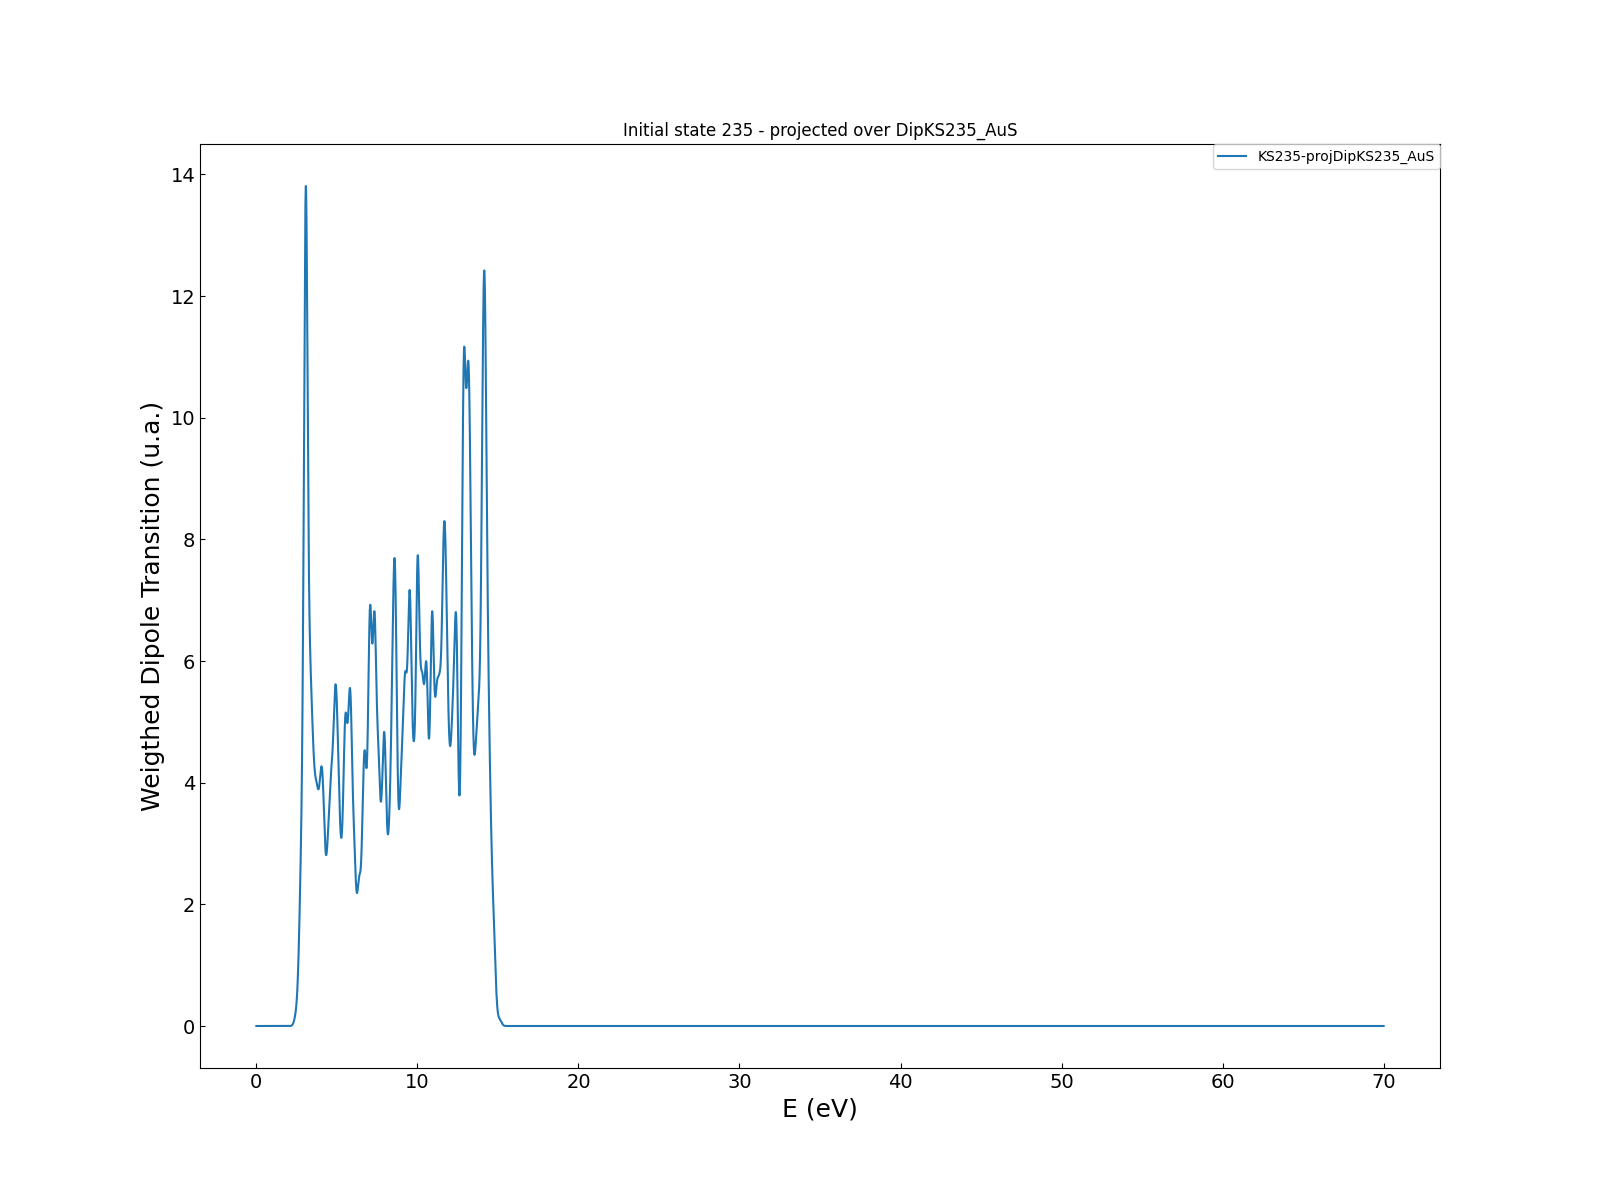 Initial state 235 - projected over DipKS235_AuS
KS235-projDipKS235_AuS
14
12
10
8
6
4
2
0
Weigthed Dipole Transition (u.a.)
0 10 20 30 40 50 60 70
E (eV)